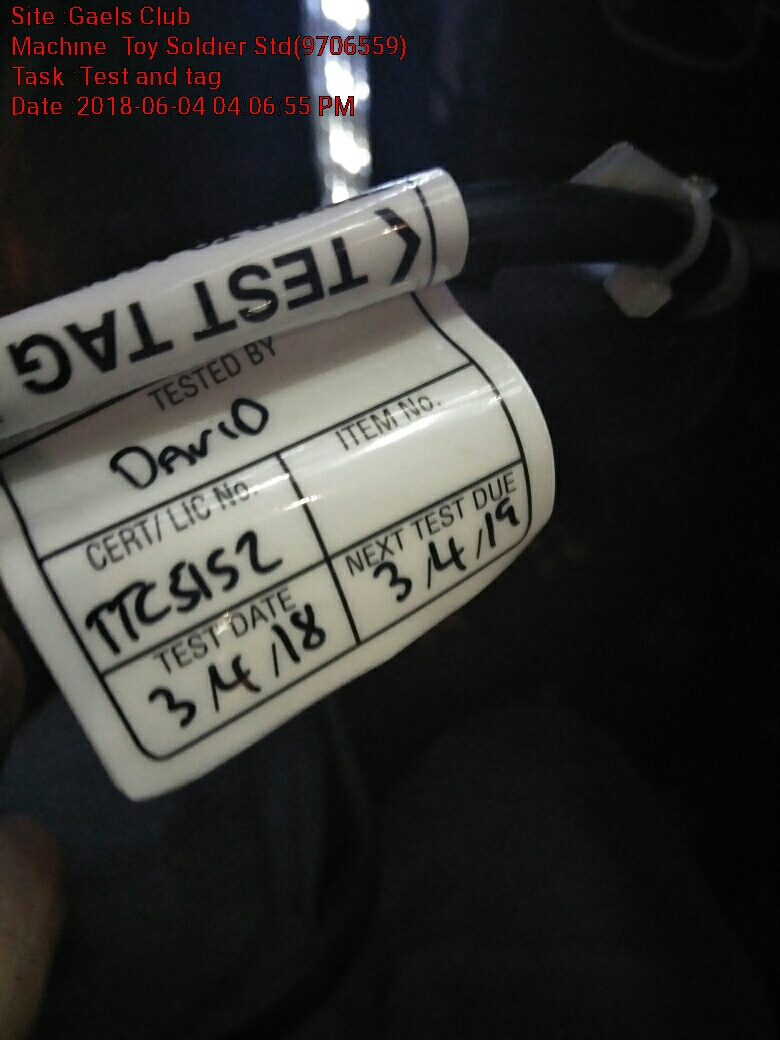 Site :Gaels Club
Machine :Toy Soldier Std(9706559)
Task :Test and tag
Date :2018-06-04 04:06:55 PM
TEST TAG
TESTED BY
DAVID
ITEM No.
CERT/ LIC No.
TTC5152
NEXT TEST DUE
3/4/19
TEST DATE
3/4/18